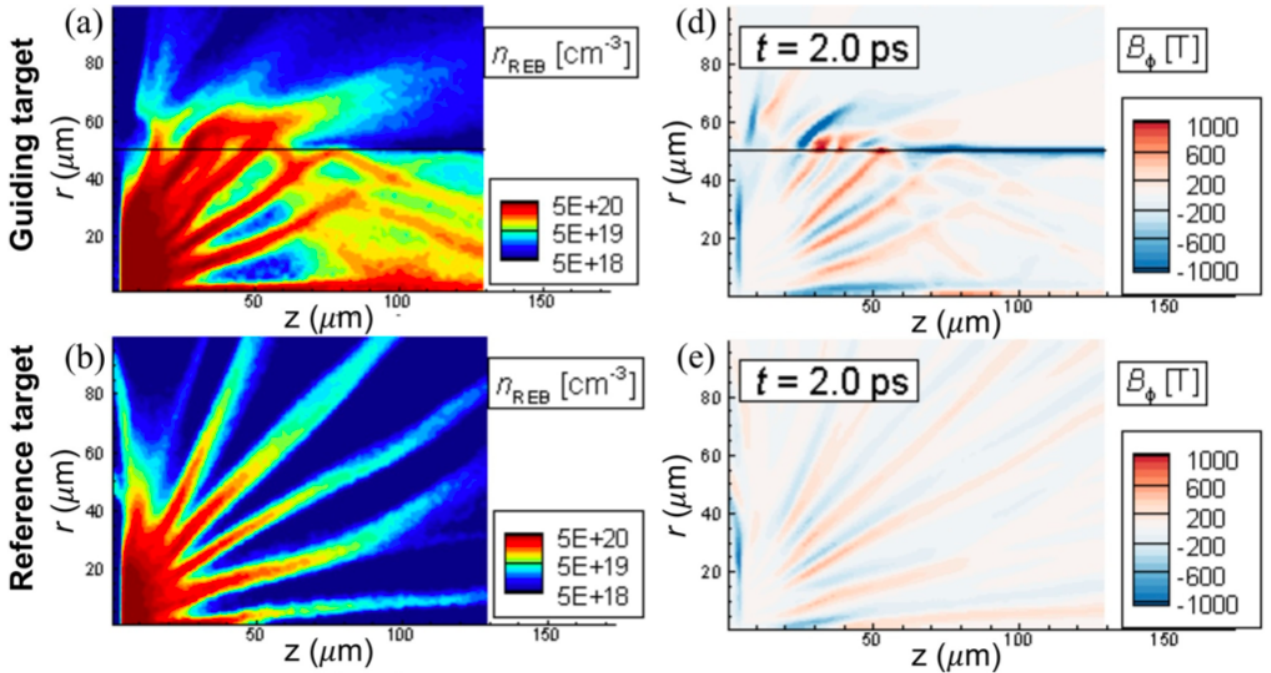 Guiding target
(a)
n_REB [cm⁻³]
80
60
40
20
r (μm)
5E+20
5E+19
5E+18
50
100
150
z (μm)
(d)
t = 2.0 ps
B_ϕ [T]
80
60
40
20
r (μm)
1000
600
200
-200
-600
-1000
50
100
150
z (μm)
Reference target
(b)
n_REB [cm⁻³]
80
60
40
20
r (μm)
5E+20
5E+19
5E+18
50
100
150
z (μm)
(e)
t = 2.0 ps
B_ϕ [T]
80
60
40
20
r (μm)
1000
600
200
-200
-600
-1000
50
100
150
z (μm)